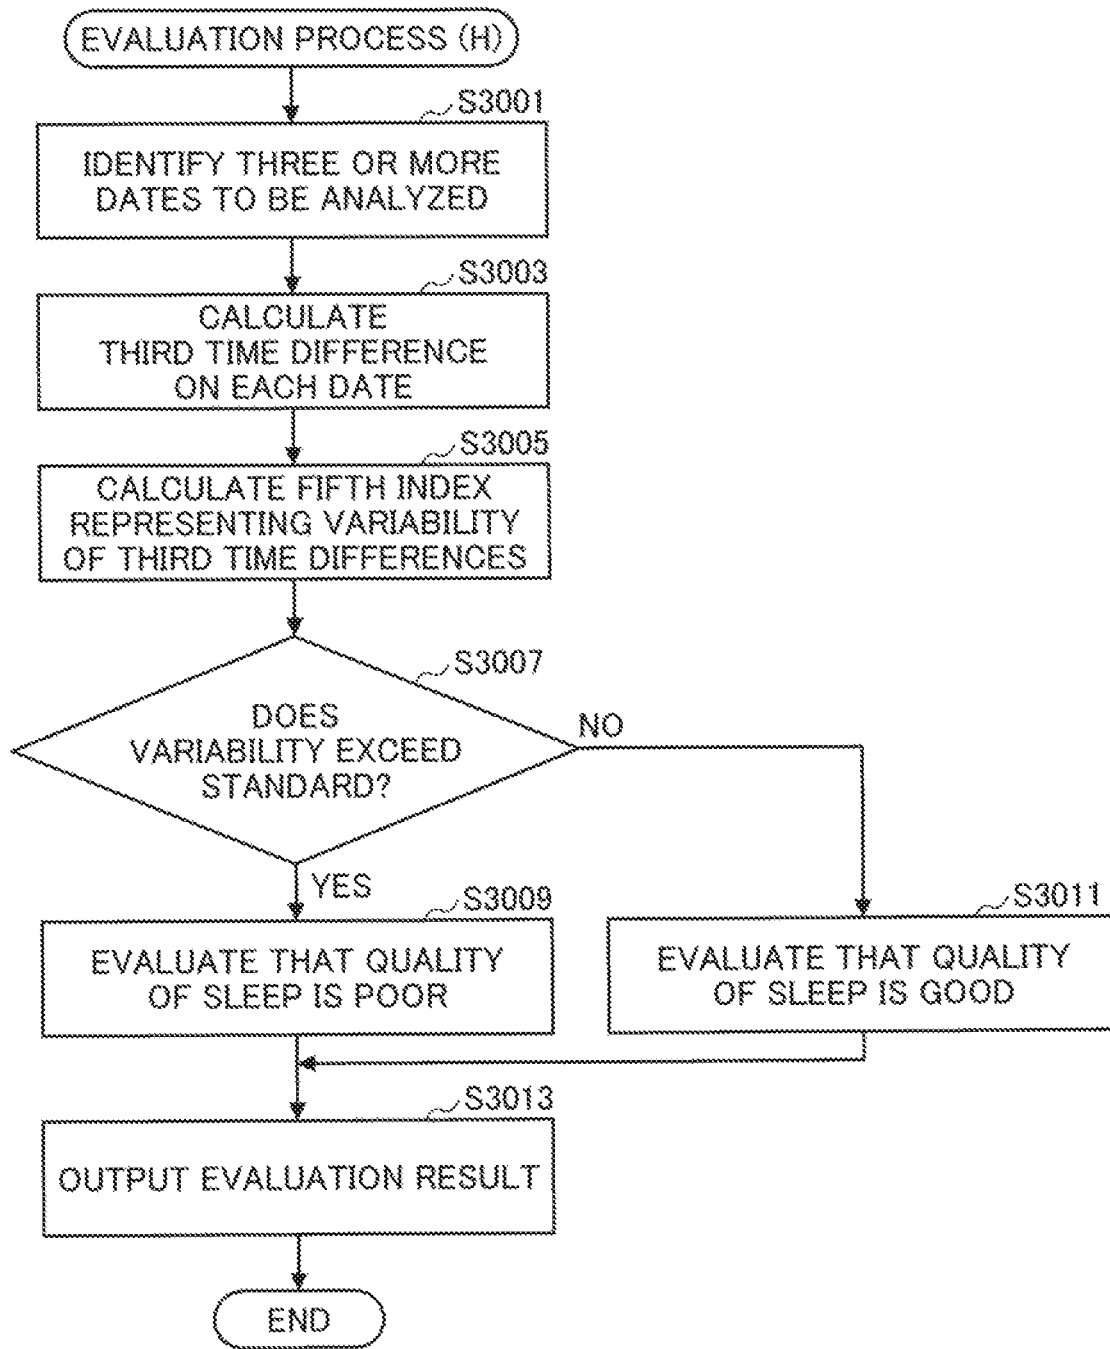 EVALUATION PROCESS (H)
S3001
IDENTIFY THREE OR MORE
DATES TO BE ANALYZED
S3003
CALCULATE
THIRD TIME DIFFERENCE
ON EACH DATE
S3005
CALCULATE FIFTH INDEX
REPRESENTING VARIABILITY
OF THIRD TIME DIFFERENCES
S3007
DOES
VARIABILITY EXCEED
STANDARD?
NO
YES
S3009
EVALUATE THAT QUALITY
OF SLEEP IS POOR
S3011
EVALUATE THAT QUALITY
OF SLEEP IS GOOD
S3013
OUTPUT EVALUATION RESULT
END